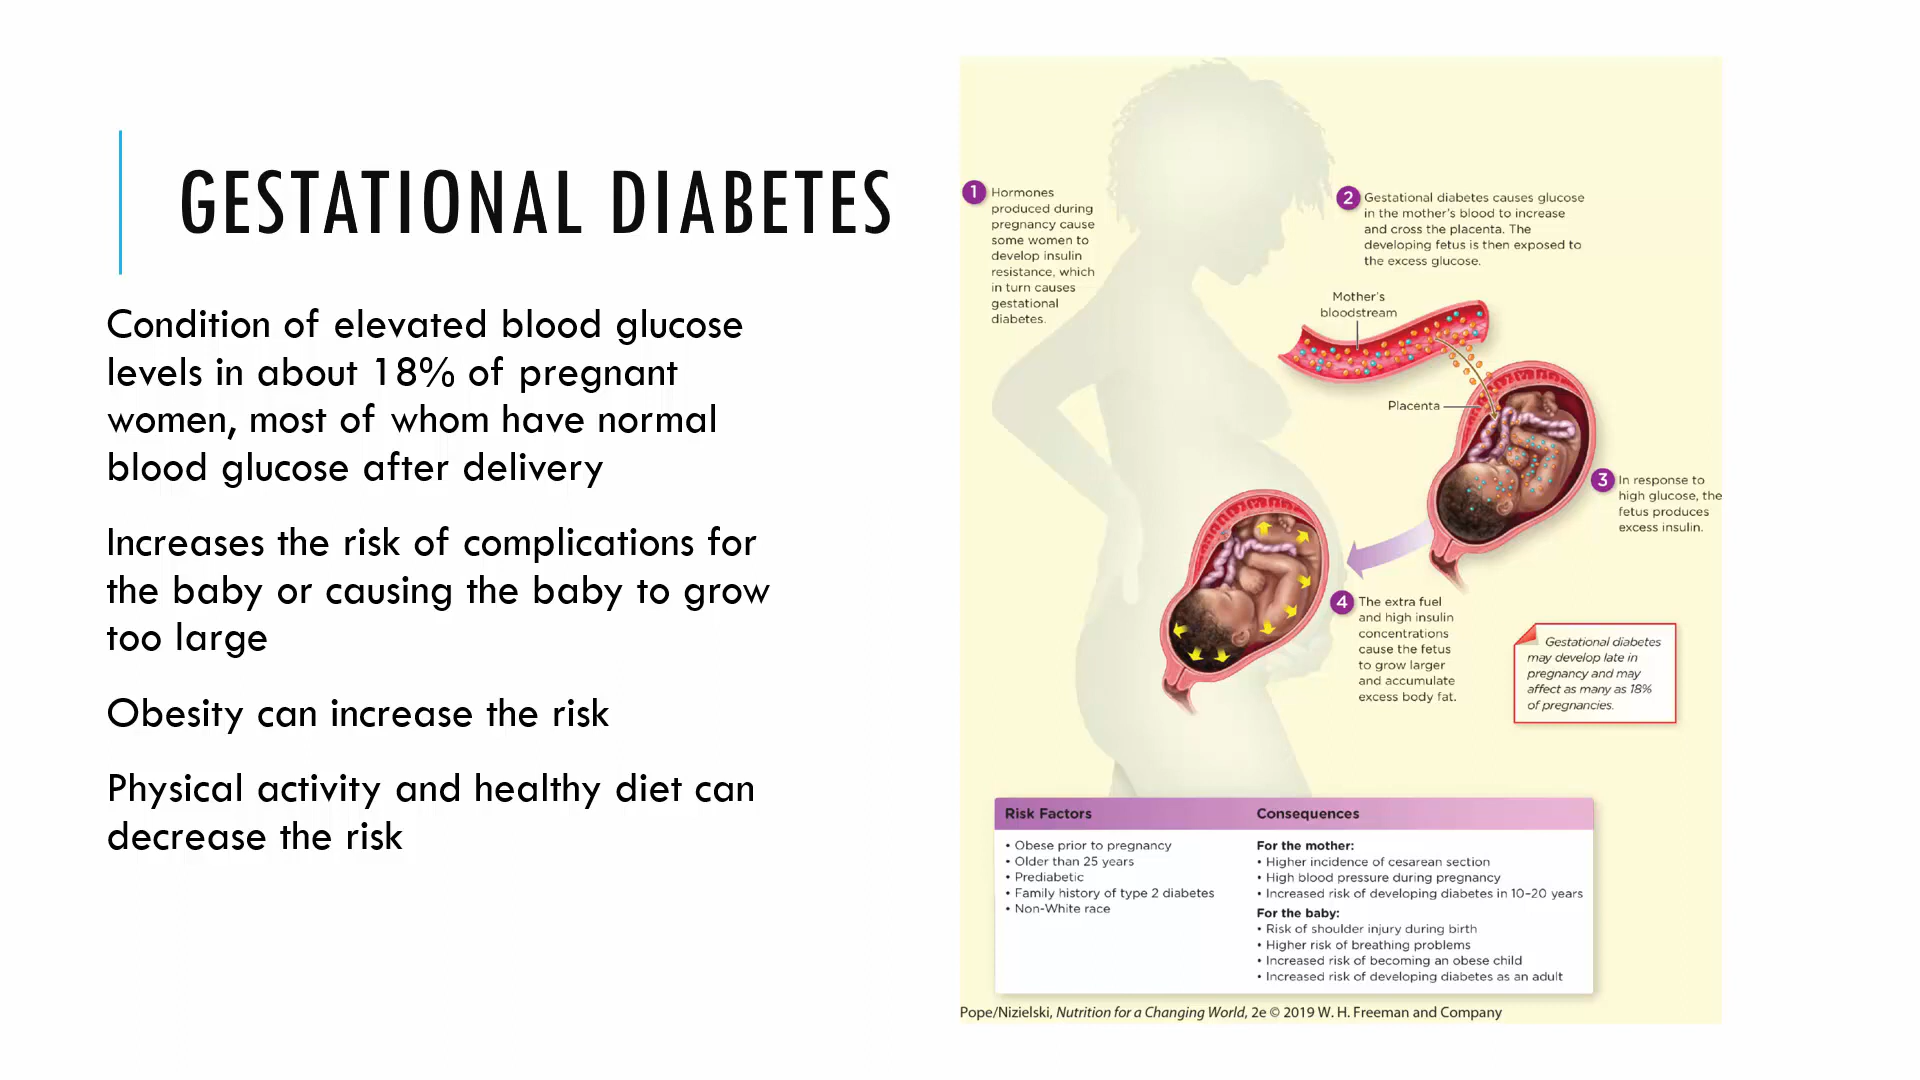 GESTATIONAL DIABETES
Condition of elevated blood glucose
levels in about 18% of pregnant
women, most of whom have normal
blood glucose after delivery
Increases the risk of complications for
the baby or causing the baby to grow
too large
Obesity can increase the risk
Physical activity and healthy diet can
decrease the risk
1 Hormones
produced during
pregnancy cause
some women to
develop insulin
resistance, which
in turn causes
gestational
diabetes.
2 Gestational diabetes causes glucose
in the mother's blood to increase
and cross the placenta. The
developing fetus is then exposed to
the excess glucose.
Mother's
bloodstream
Placenta
3 In response to
high glucose, the
fetus produces
excess insulin.
4 The extra fuel
and high insulin
concentrations
cause the fetus
to grow larger
and accumulate
excess body fat.
Gestational diabetes
may develop late in
pregnancy and may
affect as many as 18%
of pregnancies.
Risk Factors
• Obese prior to pregnancy
• Older than 25 years
• Prediabetic
• Family history of type 2 diabetes
• Non-White race
Consequences
For the mother:
• Higher incidence of cesarean section
• High blood pressure during pregnancy
• Increased risk of developing diabetes in 10–20 years
For the baby:
• Risk of shoulder injury during birth
• Higher risk of breathing problems
• Increased risk of becoming an obese child
• Increased risk of developing diabetes as an adult
Pope/Nizielski, Nutrition for a Changing World, 2e © 2019 W. H. Freeman and Company